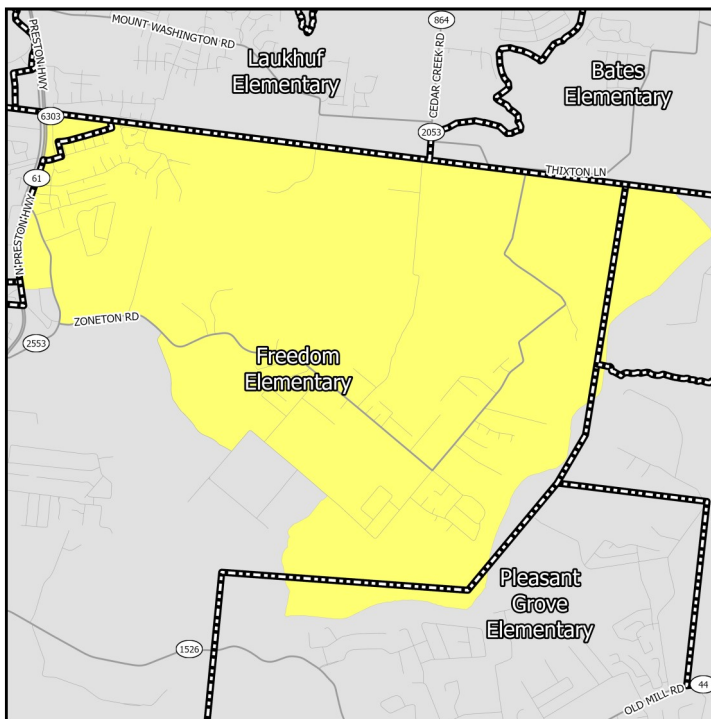 864
MOUNT WASHINGTON RD
PRESTON HWY
Laukhuf
Elementary
CEDAR CREEK RD
Bates
Elementary
6303
2053
THIXTON LN
61
N PRESTON HWY
ZONETON RD
2553
Freedom
Elementary
Pleasant
Grove
Elementary
1526
44
OLD MILL RD